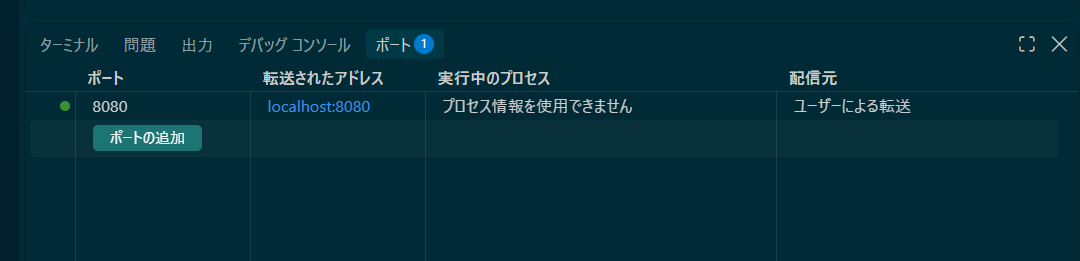 ターミナル 問題 出力 デバッグ コンソール ポート 1
ポート 転送されたアドレス 実行中のプロセス 配信元
8080 localhost:8080 プロセス情報を使用できません ユーザーによる転送
ポートの追加